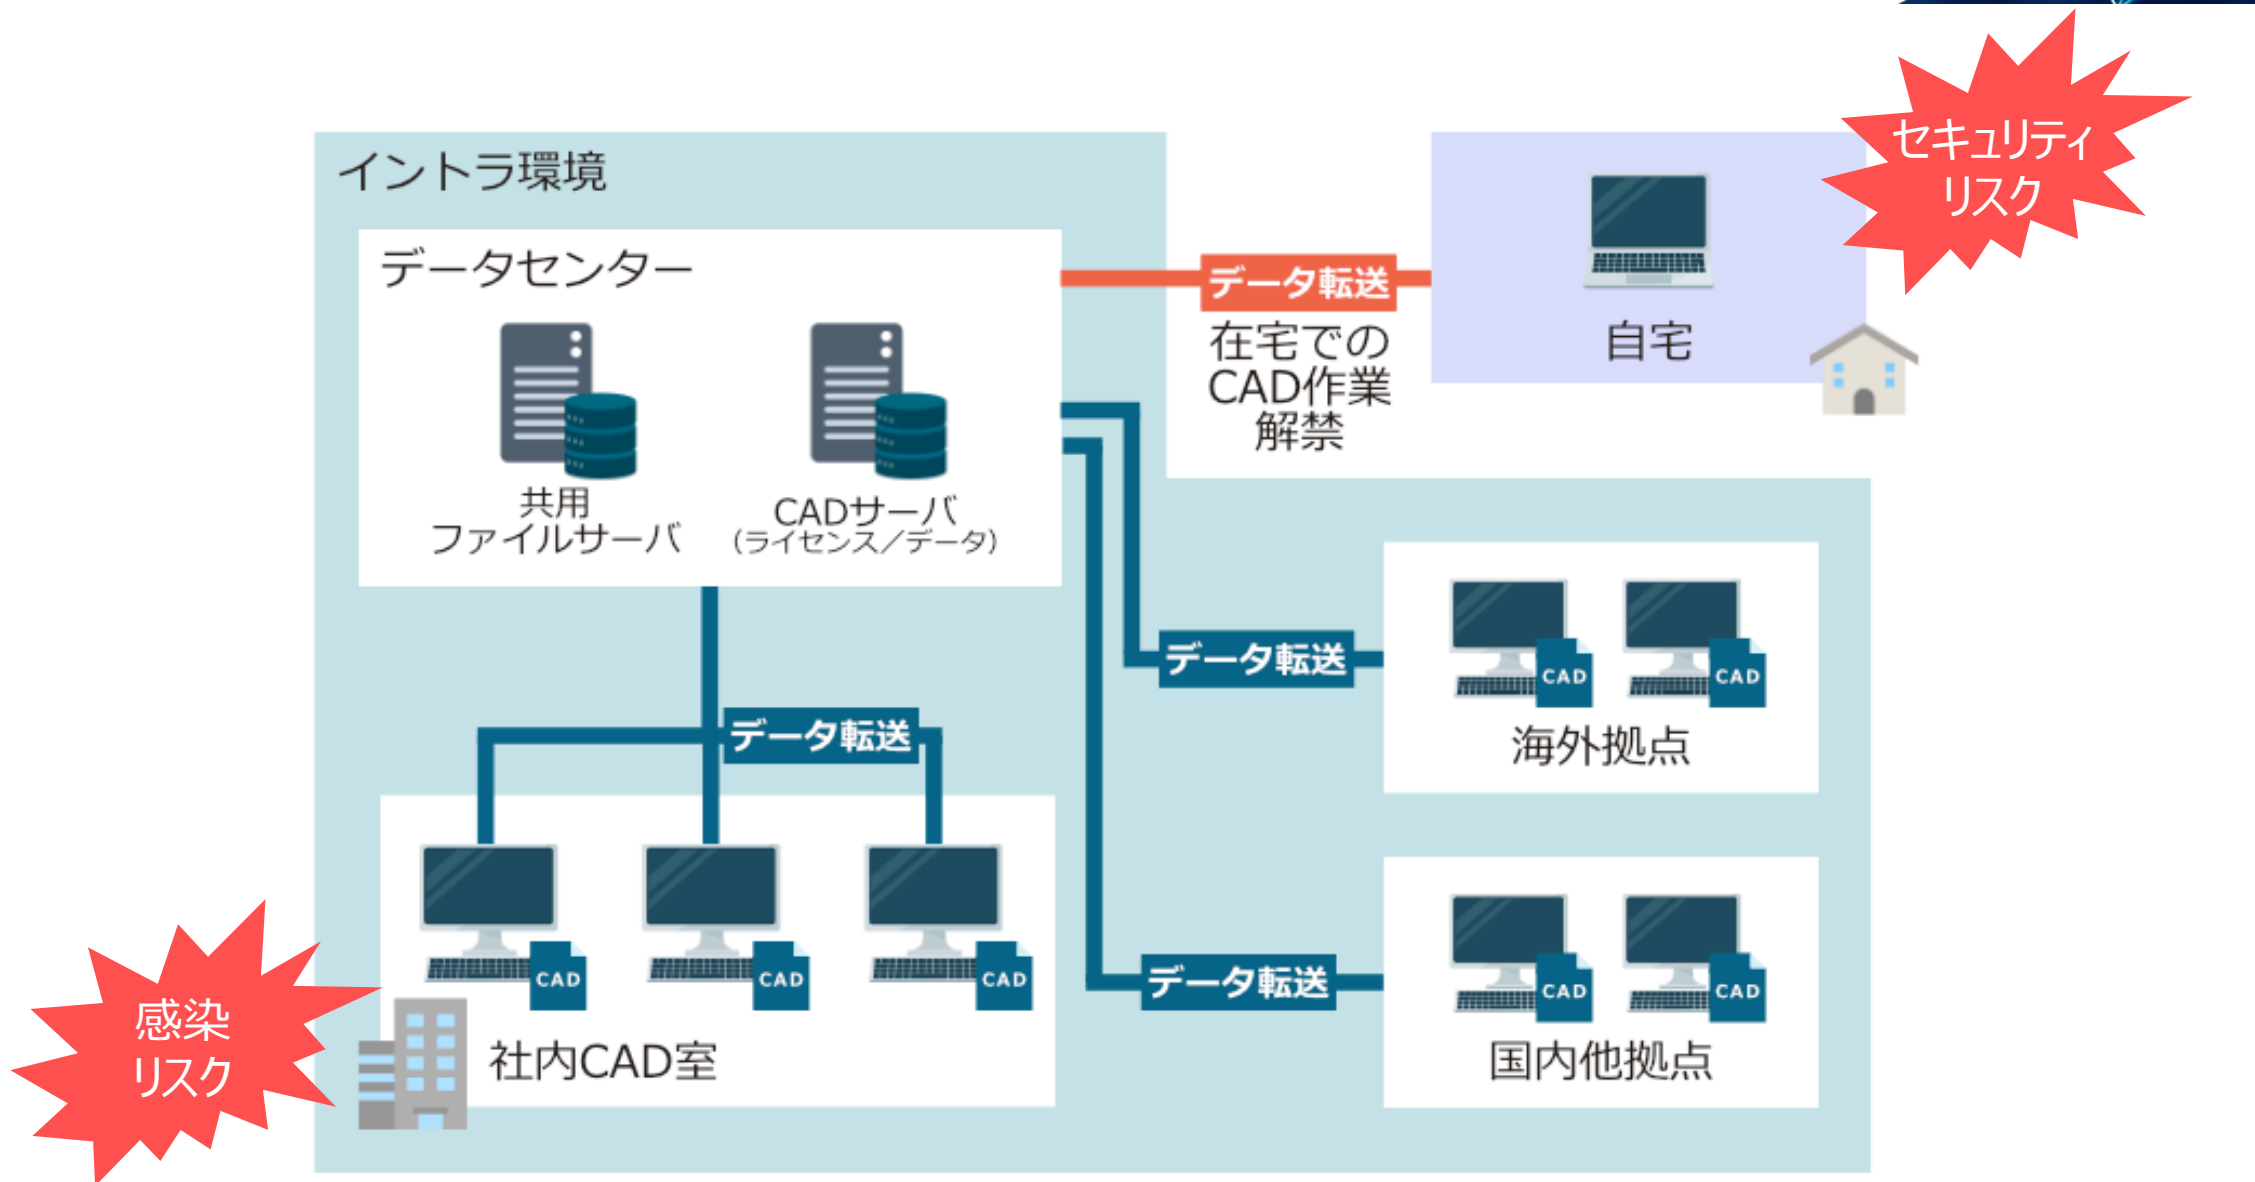 セキュリティ
リスク
イントラ環境
データセンター
共用
ファイルサーバ
CADサーバ
(ライセンス／データ)
データ転送
在宅での
CAD作業
解禁
自宅
データ転送
CAD
CAD
海外拠点
データ転送
CAD
CAD
CAD
社内CAD室
データ転送
CAD
CAD
国内他拠点
感染
リスク